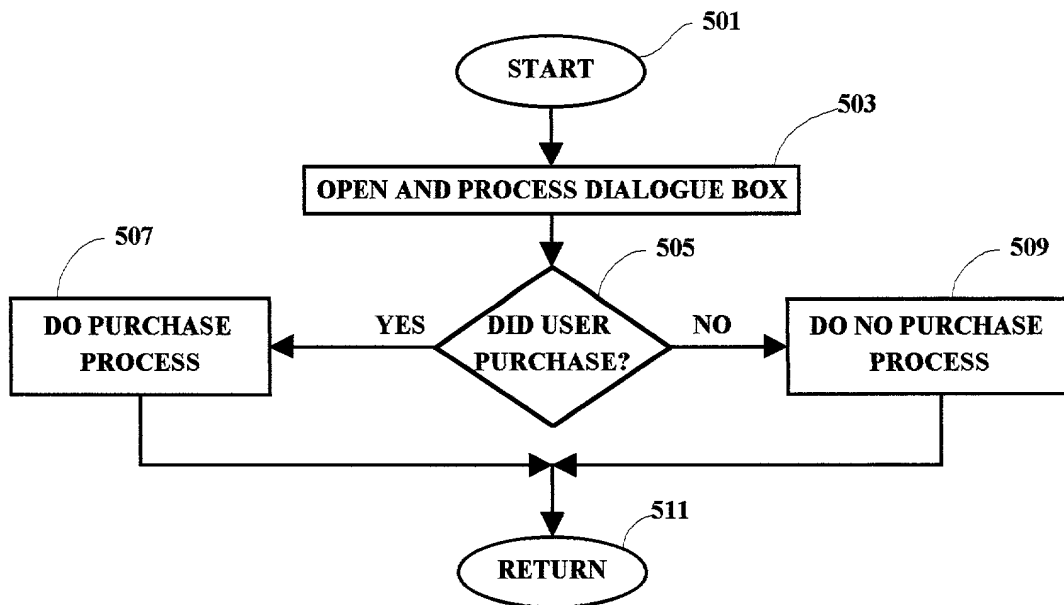 501
START
503
OPEN AND PROCESS DIALOGUE BOX
507
505
509
DO PURCHASE
PROCESS
YES
DID USER
PURCHASE?
NO
DO NO PURCHASE
PROCESS
511
RETURN